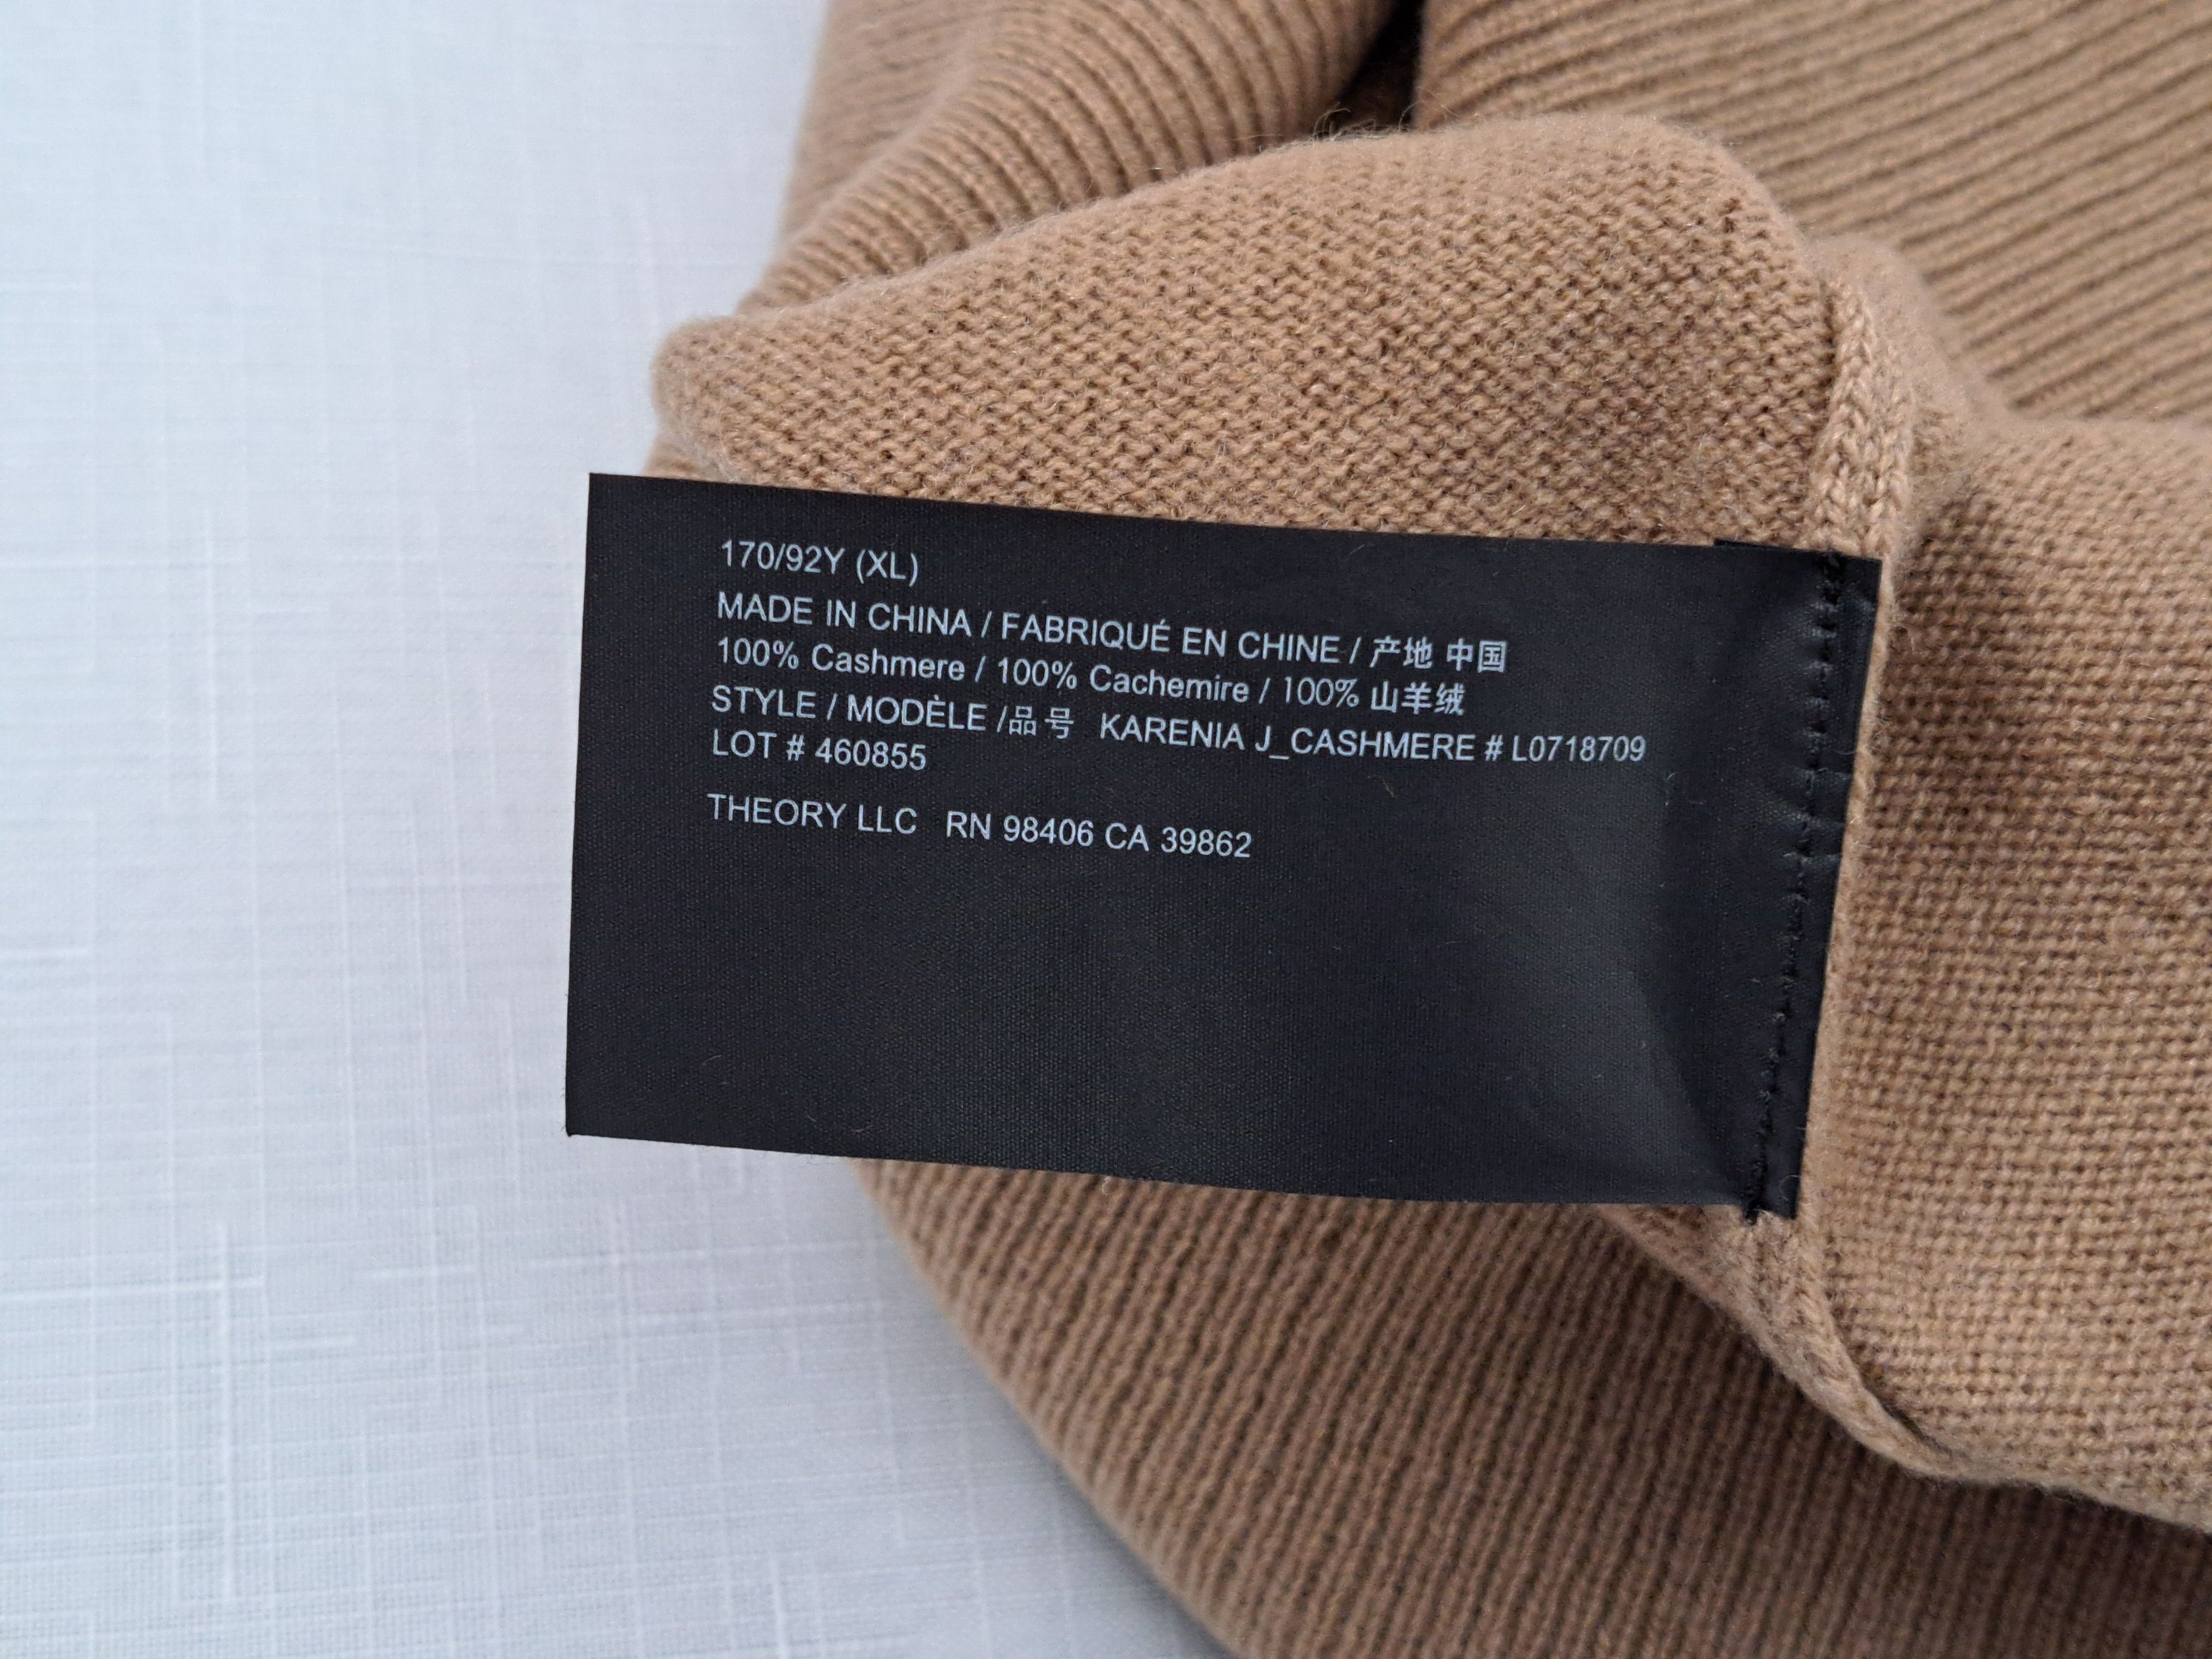 170/92Y (XL)
MADE IN CHINA / FABRIQUÉ EN CHINE / 产地 中国
100% Cashmere / 100% Cachemire / 100% 山羊绒
STYLE / MODÈLE /品号 KARENIA J_CASHMERE # L0718709
LOT # 460855
THEORY LLC RN 98406 CA 39862